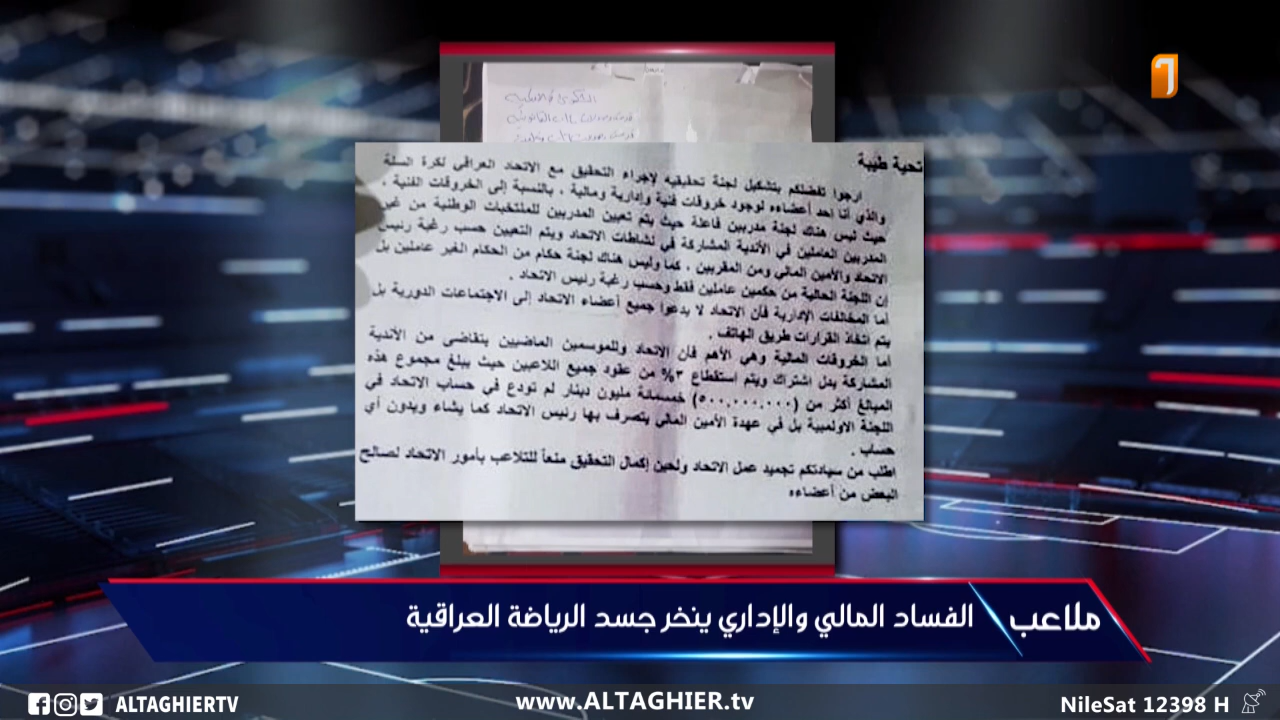 تحية طيبة
ارجوا تفضلكم بتشكيل لجنة تحقيقيه لإجراء التحقيق مع الاتحاد العراقي لكرة السلة
والذي أنا احد أعضاءه لوجود خروقات فنية وإدارية ومالية ، بالنسبة إلى الخروقات الفنية ،
حيث ليس هناك لجنة مدربين فاعلة حيث يتم تعيين المدربين للمنتخبات الوطنية من غير
المدربين العاملين في الأندية المشاركة في نشاطات الاتحاد ويتم التعيين حسب رغبة رئيس
الاتحاد والأمين المالي ومن المقربين ، كما وليس هناك لجنة حكام من الحكام الغير عاملين بل
إن اللجنة الحالية من حكمين عاملين فقط وحسب رغبة رئيس الاتحاد .
أما المخالفات الإدارية فأن الاتحاد لا يدعوا جميع أعضاء الاتحاد إلى الاجتماعات الدورية بل
يتم اتخاذ القرارات طريق الهاتف .
أما الخروقات المالية وهي الأهم فأن الاتحاد وللموسمين الماضيين يتقاضى من الأندية
المشاركة بدل اشتراك ويتم استقطاع ٣% من عقود جميع اللاعبين حيث يبلغ مجموع هذه
المبالغ أكثر من (٥٠٠,٠٠٠,٠٠٠) خمسمائة مليون دينار لم تودع في حساب الاتحاد في
اللجنة الاولمبية بل في عهدة الأمين المالي يتصرف بها رئيس الاتحاد كما يشاء وبدون أي
حساب .
اطلب من سيادتكم تجميد عمل الاتحاد ولحين إكمال التحقيق منعاً للتلاعب بأمور الاتحاد لصالح
البعض من أعضاءه
ملاعب
الفساد المالي والإداري ينخر جسد الرياضة العراقية
ALTAGHIERTV
www.ALTAGHIER.tv
NileSat 12398 H